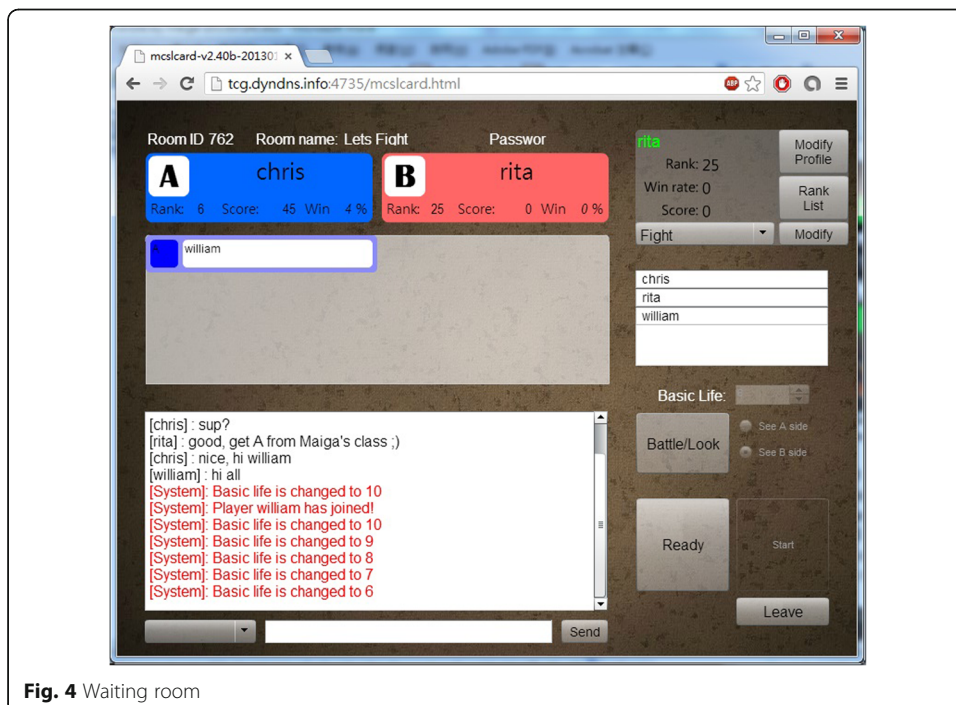 mcslcard-v2.40b-20130
tcg.dyndns.info:4735/mcslcard.html
ABP
Room ID 762 Room name: Lets Fight Passwor
A chris
Rank: 6 Score: 45 Win 4 %
B rita
Rank: 25 Score: 0 Win 0 %
rita
Rank: 25
Win rate: 0
Score: 0
Modify Profile
Rank List
Fight
Modify
A william
chris
rita
william
Basic Life:
Battle/Look
See A side
See B side
[chris] : sup?
[rita] : good, get A from Maiga's class ;)
[chris] : nice, hi william
[william] : hi all
[System]: Basic life is changed to 10
[System]: Player william has joined!
[System]: Basic life is changed to 10
[System]: Basic life is changed to 9
[System]: Basic life is changed to 8
[System]: Basic life is changed to 7
[System]: Basic life is changed to 6
Ready
Start
Leave
Send
Fig. 4 Waiting room